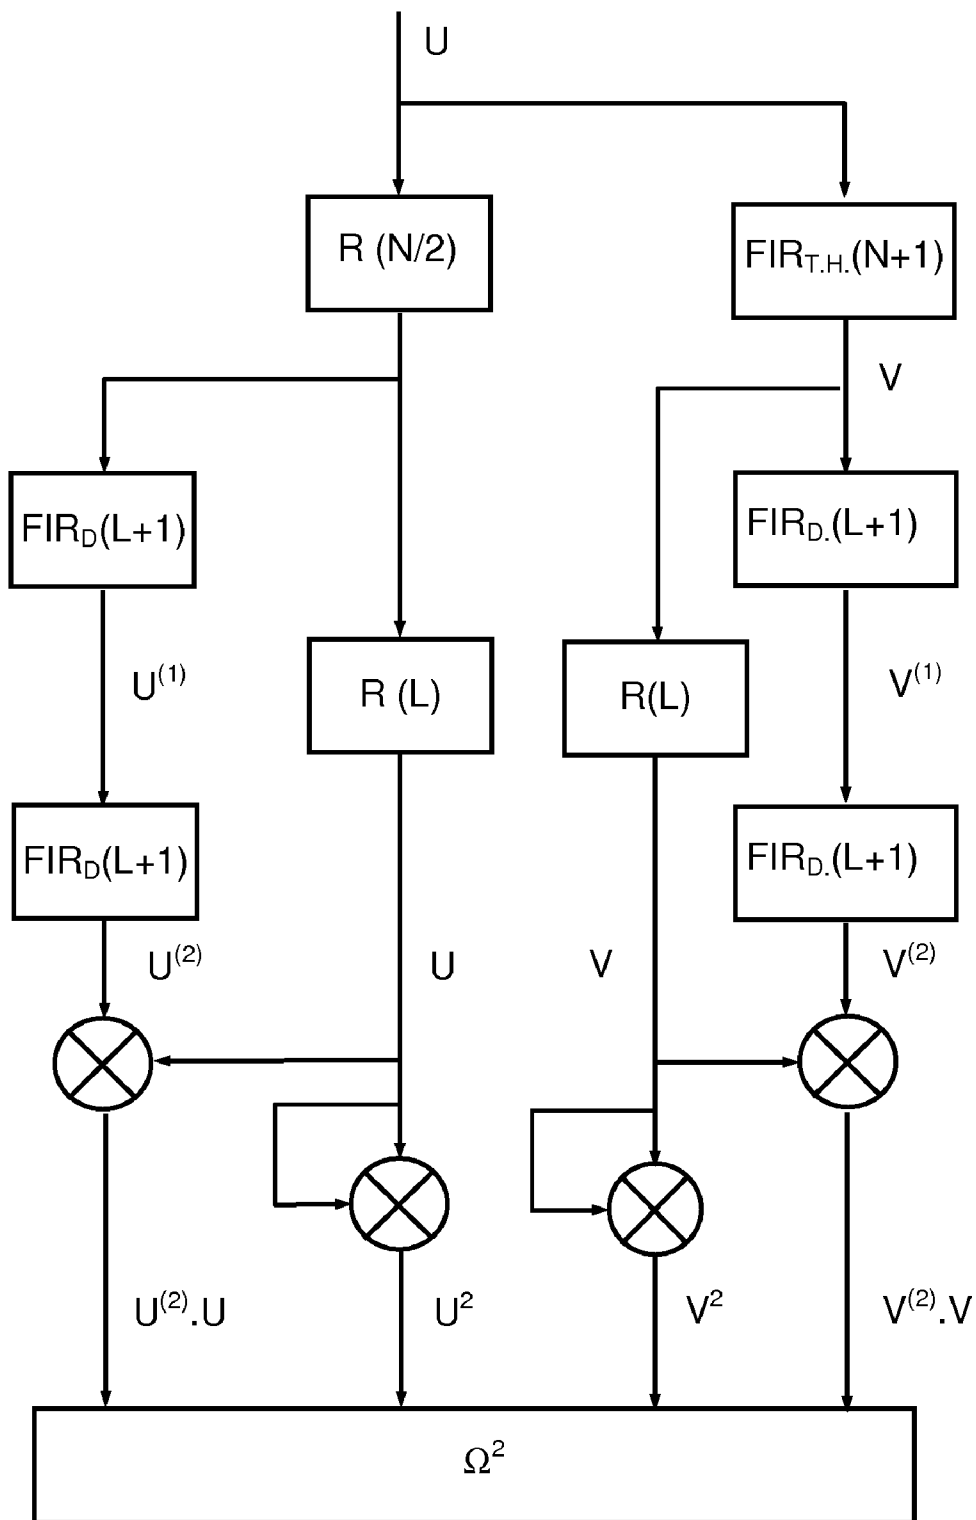 U
R (N/2)
FIR_T.H.(N+1)
V
FIR_D(L+1)
FIR_D.(L+1)
U^(1)
R (L)
R(L)
V^(1)
FIR_D(L+1)
FIR_D.(L+1)
U^(2)
U
V
V^(2)
U^(2).U
U^2
V^2
V^(2).V
Ω^2